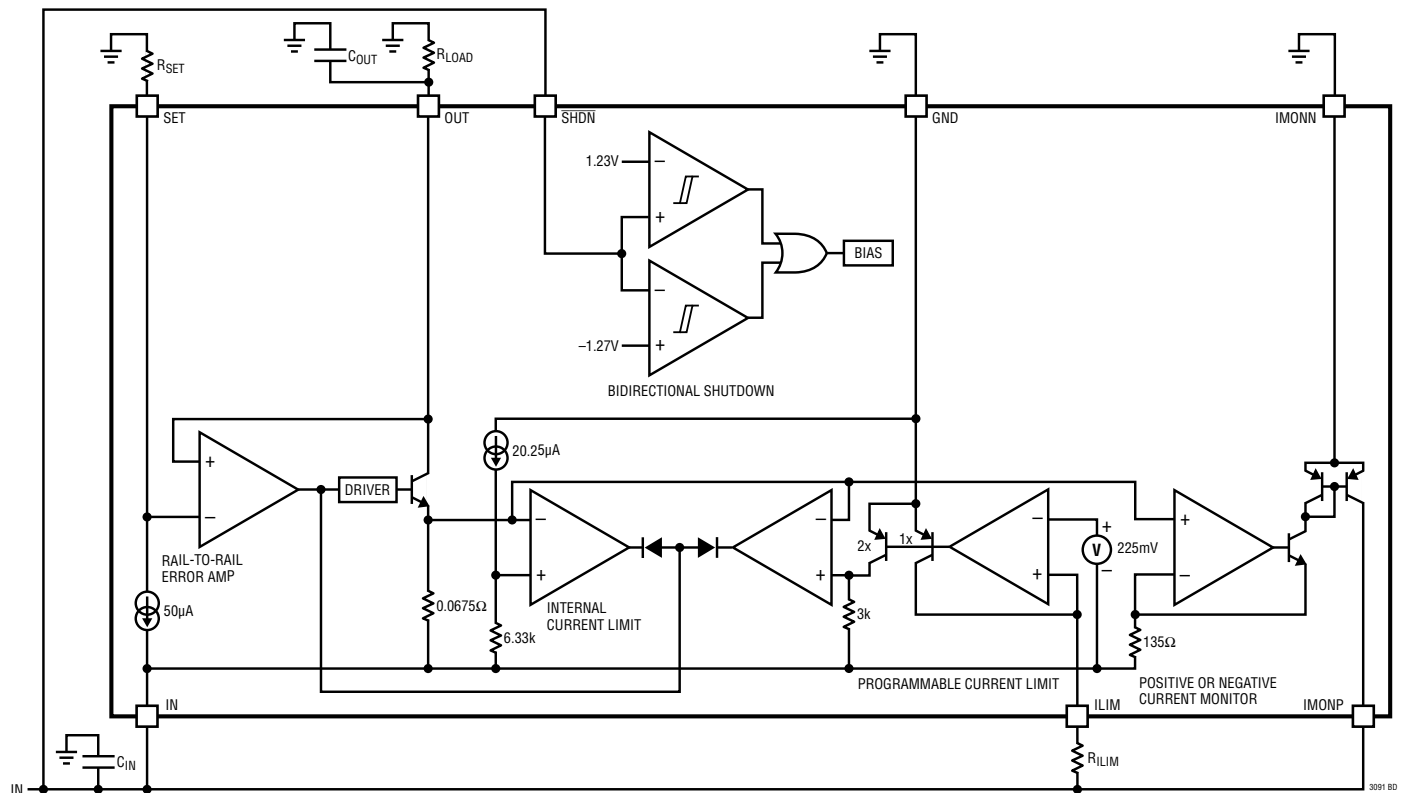 RSET
COUT
RLOAD
SET
OUT
SHDN
GND
IMONN
1.23V
−
+
BIAS
−
−1.27V
+
BIDIRECTIONAL SHUTDOWN
20.25µA
+
DRIVER
−
RAIL-TO-RAIL
ERROR AMP
−
+
INTERNAL
CURRENT LIMIT
−
+
2x
1x
−
+
+
V
−
225mV
+
−
50µA
0.0675Ω
6.33k
3k
135Ω
PROGRAMMABLE CURRENT LIMIT
POSITIVE OR NEGATIVE
CURRENT MONITOR
IN
ILIM
IMONP
CIN
RILIM
IN
3091 BD